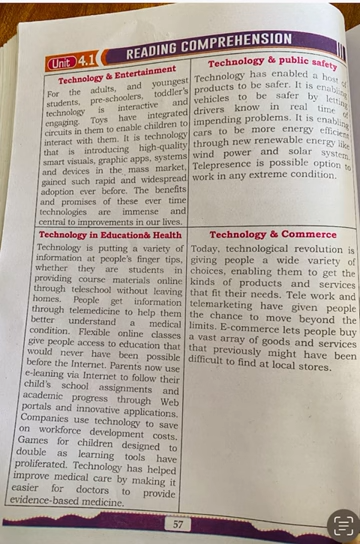 Unit 4.1
READING COMPREHENSION
Technology & Entertainment
For the adults, and youngest
students, pre-schoolers, toddler's
technology is interactive and
engaging. Toys have integrated
circuits in them to enable children to
interact with them. It is technology
that is introducing high-quality
smart visuals, graphic apps, systems
and devices in the mass market,
gained such rapid and widespread
adoption ever before. The benefits
and promises of these ever time
technologies are immense and
central to improvements in our lives.
Technology & public safety
Technology has enabled a host of
products to be safer. It is enabling
vehicles to be safer by letting
drivers know in real time of
impending problems. It is enabling
cars to be more energy efficient
through new renewable energy like
wind power and solar system.
Telepresence is possible option to
work in any extreme condition.
Technology in Education& Health
Technology is putting a variety of
information at people's finger tips,
whether they are students in
providing course materials online
through teleschool without leaving
homes. People get information
through telemedicine to help them
better understand a medical
condition. Flexible online classes
give people access to education that
would never have been possible
before the Internet. Parents now use
e-leaning via Internet to follow their
child's school assignments and
academic progress through Web
portals and innovative applications.
Companies use technology to save
on workforce development costs.
Games for children designed to
double as learning tools have
proliferated. Technology has helped
improve medical care by making it
easier for doctors to provide
evidence-based medicine.
Technology & Commerce
Today, technological revolution is
giving people a wide variety of
choices, enabling them to get the
kinds of products and services
that fit their needs. Tele work and
telemarketing have given people
the chance to move beyond the
limits. E-commerce lets people buy
a vast array of goods and services
that previously might have been
difficult to find at local stores.
57